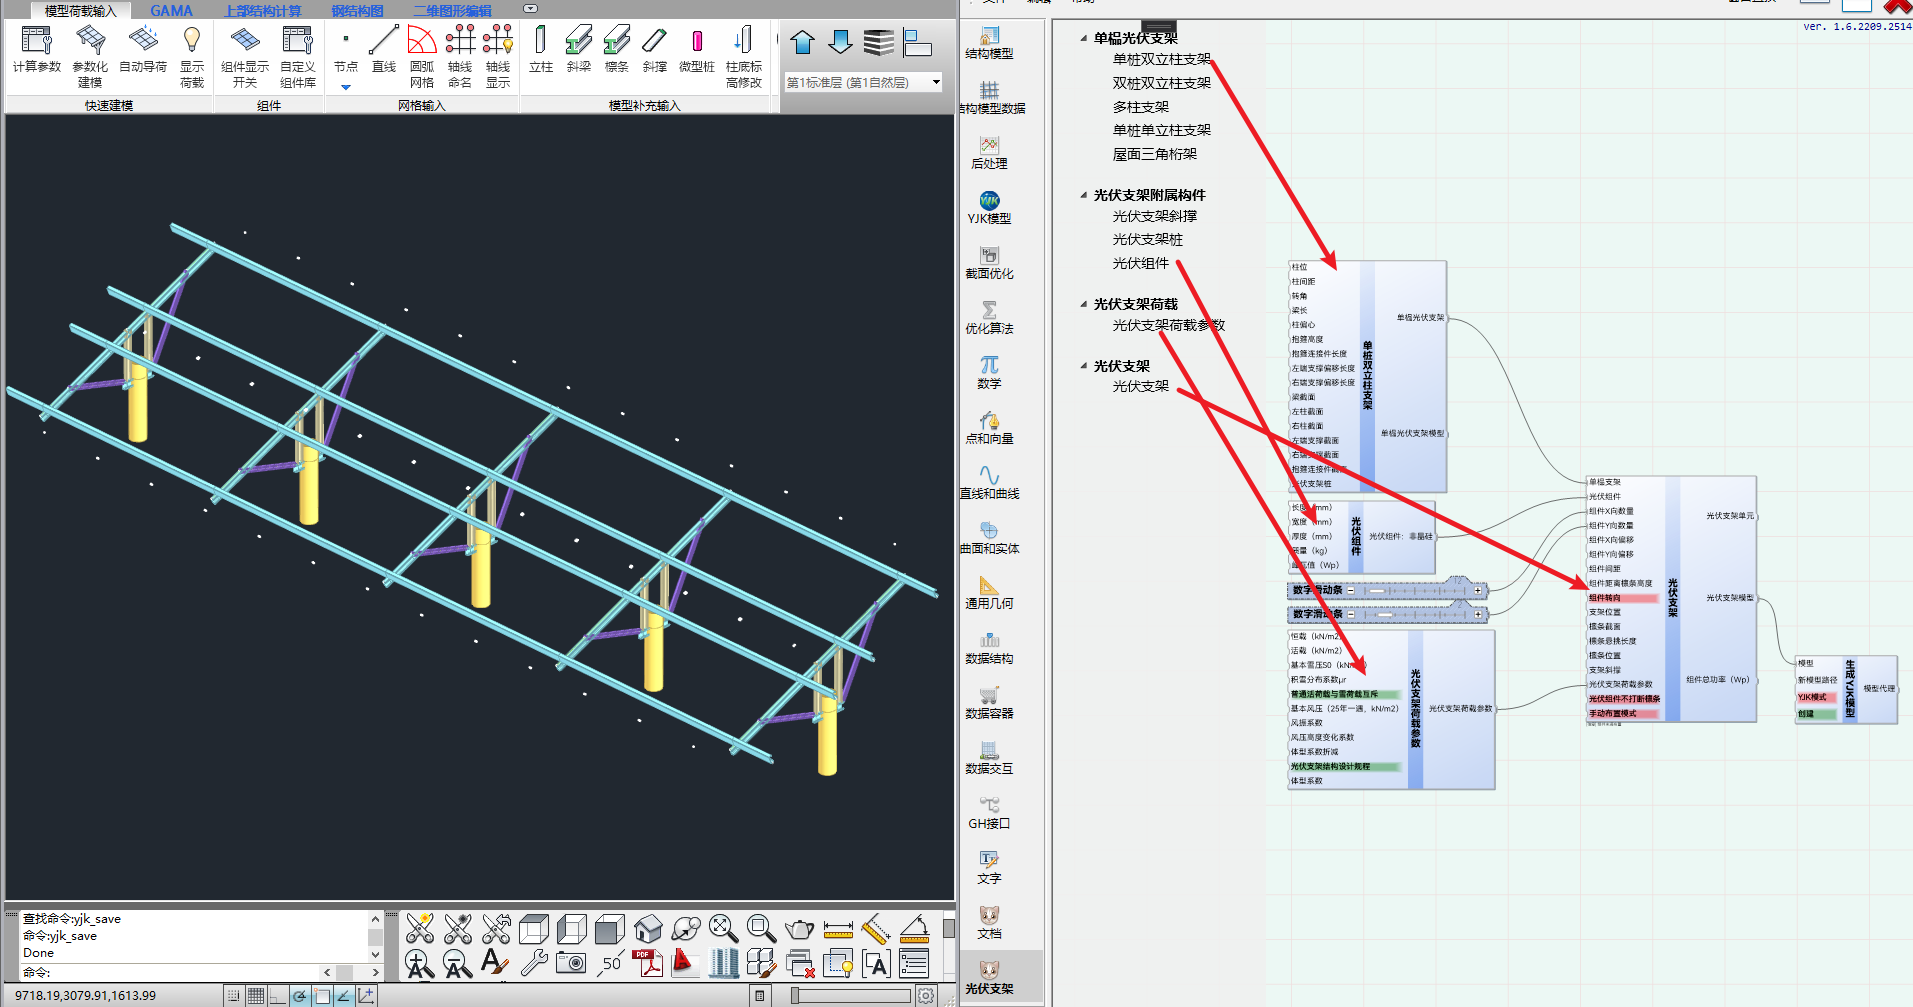 模型荷载输入
GAMA
上部结构计算
钢结构图
二维图形编辑
计算参数
参数化
建模
自动导荷
显示
荷载
快速建模
组件显示
开关
自定义
组件库
组件
节点
直线
圆弧
网格
轴线
命名
轴线
显示
网格输入
立柱
斜梁
檩条
斜撑
微型桩
柱底标
高修改
模型补充输入
第1标准层 (第1自然层)
查找命令:yjk_save
命令:yjk_save
Done
命令:
PDF
50
A
9718.19,3079.91,1613.99
ver. 1.6.2209.2514
结构模型
结构模型数据
后处理
YJK模型
截面优化
优化算法
数学
点和向量
直线和曲线
曲面和实体
通用几何
数据结构
数据容器
数据交互
GH接口
文字
文档
光伏支架
单榀光伏支架
单桩双立柱支架
双桩双立柱支架
多柱支架
单桩单立柱支架
屋面三角桁架
光伏支架附属构件
光伏支架斜撑
光伏支架桩
光伏组件
光伏支架荷载
光伏支架荷载参数
光伏支架
光伏支架
柱位
柱间距
转角
梁长
柱偏心
抱箍高度
抱箍连接件长度
左端支撑偏移长度
右端支撑偏移长度
梁截面
左柱截面
右柱截面
左端支撑截面
右端支撑截面
抱箍连接件截面
光伏支架桩
单桩双立柱支架
单榀光伏支架
单榀光伏支架模型
长度 (mm)
宽度 (mm)
厚度 (mm)
质量 (kg)
峰瓦值 (Wp)
光伏组件
光伏组件: 非晶硅
数字滑动条
12
数字滑动条
2
恒载 (kN/m2)
活载 (kN/m2)
基本雪压S0 (kN/m2)
积雪分布系数μr
普通活荷载与雪荷载互斥
基本风压 (25年一遇, kN/m2)
风振系数
风压高度变化系数
体型系数折减
光伏支架结构设计规程
体型系数
光伏支架荷载参数
光伏支架荷载参数
单榀支架
光伏组件
组件X向数量
组件Y向数量
组件X向偏移
组件Y向偏移
组件间距
组件距离檩条高度
组件转向
支架位置
檩条截面
檩条悬挑长度
檩条位置
支架斜撑
光伏支架荷载参数
光伏组件不打断檩条
手动布置模式
光伏支架
光伏支架单元
光伏支架模型
组件总功率 (Wp)
模型
新模型路径
YJK模式
创建
生成YJK模型
模型代理